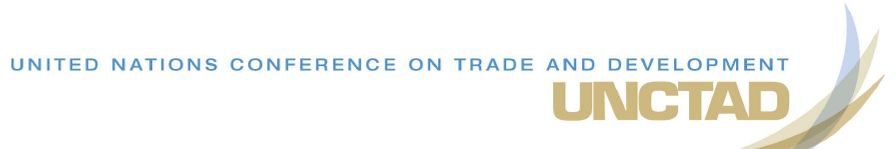 UNITED NATIONS CONFERENCE ON TRADE AND DEVELOPMENT
UNCTAD